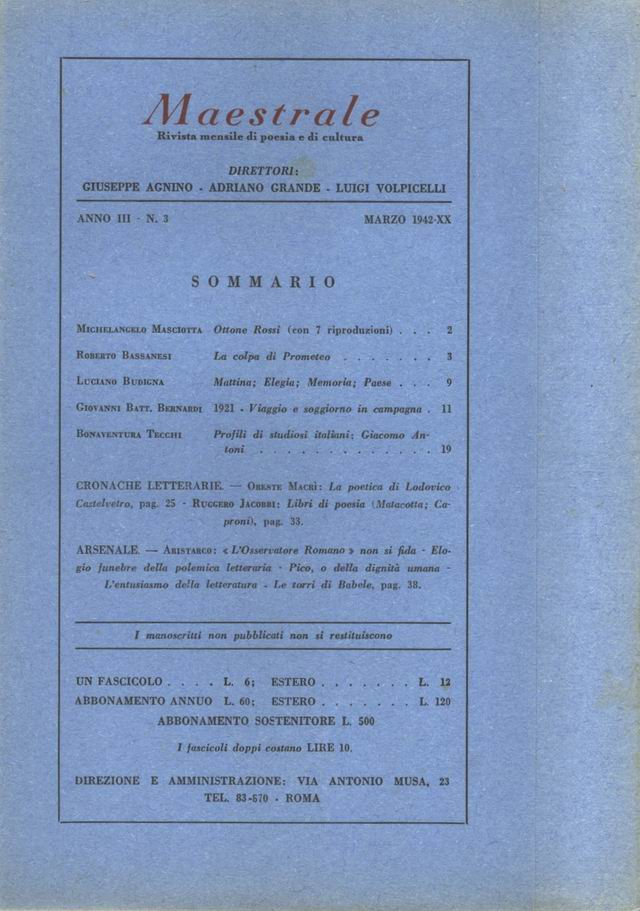 Maestrale
Rivista mensile di poesia e di cultura
DIRETTORI:
GIUSEPPE AGNINO - ADRIANO GRANDE - LUIGI VOLPICELLI
ANNO III - N. 3 MARZO 1942-XX
SOMMARIO
MICHELANGELO MASCIOTTA Ottone Rossi (con 7 riproduzioni) . . . 2
ROBERTO BASSANESI La colpa di Prometeo . . . . . . . 3
LUCIANO BUDIGNA Mattina; Elegia; Memoria; Paese . . . 9
GIOVANNI BATT. BERNARDI 1921 - Viaggio e soggiorno in campagna . 11
BONAVENTURA TECCHI Profili di studiosi italiani: Giacomo An-
toni . . . . . . . . . . . . . 19
CRONACHE LETTERARIE. — ORESTE MACRÌ: La poetica di Lodovico
Castelvetro, pag. 25 - RUGGERO JACOBBI: Libri di poesia (Matacotta; Ca-
proni), pag. 33.
ARSENALE. — ARISTARCO: « L'Osservatore Romano » non si fida - Elo-
gio funebre della polemica letteraria - Pico, o della dignità umana -
L'entusiasmo della letteratura - Le torri di Babele, pag. 38.
I manoscritti non pubblicati non si restituiscono
UN FASCICOLO . . . . L. 6; ESTERO . . . . . . . L. 12
ABBONAMENTO ANNUO L. 60; ESTERO . . . . . . . L. 120
ABBONAMENTO SOSTENITORE L. 500
I fascicoli doppi costano LIRE 10.
DIREZIONE E AMMINISTRAZIONE: VIA ANTONIO MUSA, 23
TEL. 83-670 - ROMA